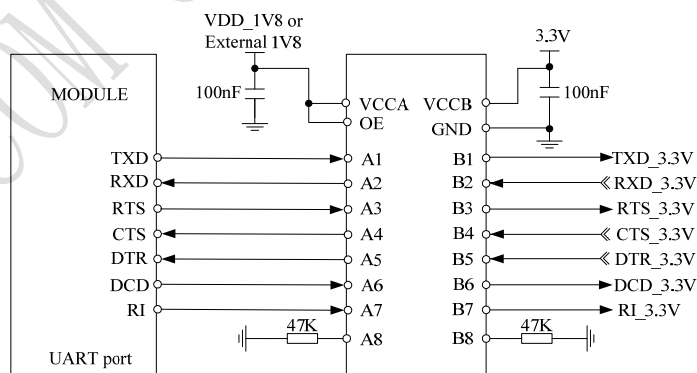 VDD_1V8 or
External 1V8
3.3V
MODULE
100nF
VCCA VCCB
100nF
OE
GND
TXD A1 B1 TXD_3.3V
RXD A2 B2 RXD_3.3V
RTS A3 B3 RTS_3.3V
CTS A4 B4 CTS_3.3V
DTR A5 B5 DTR_3.3V
DCD A6 B6 DCD_3.3V
RI A7 B7 RI_3.3V
47K A8 B8 47K
UART port